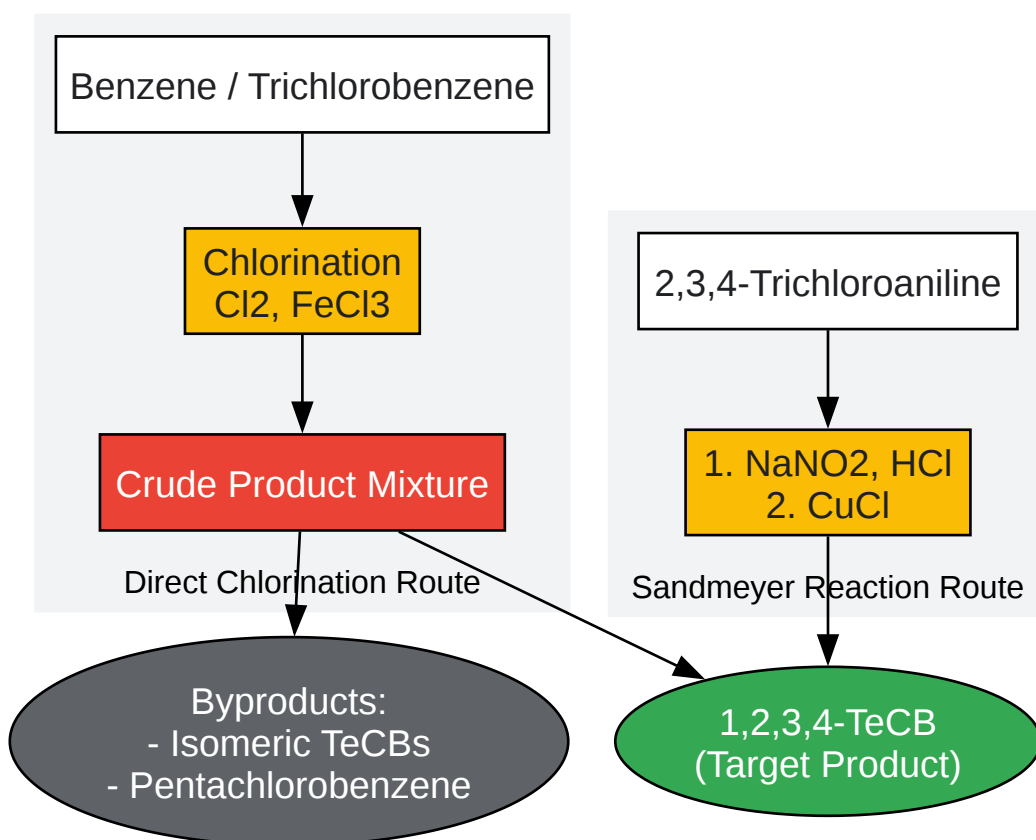 Benzene / Trichlorobenzene
Chlorination
Cl2, FeCl3
Crude Product Mixture
Direct Chlorination Route
Byproducts:
- Isomeric TeCBs
- Pentachlorobenzene
2,3,4-Trichloroaniline
1. NaNO2, HCl
2. CuCl
Sandmeyer Reaction Route
1,2,3,4-TeCB
(Target Product)